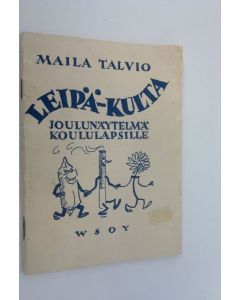 MAILA TALVIO
LEIPÄ-KULTA
JOULUNÄYTELMÄ
KOULULAPSILLE
WSOY